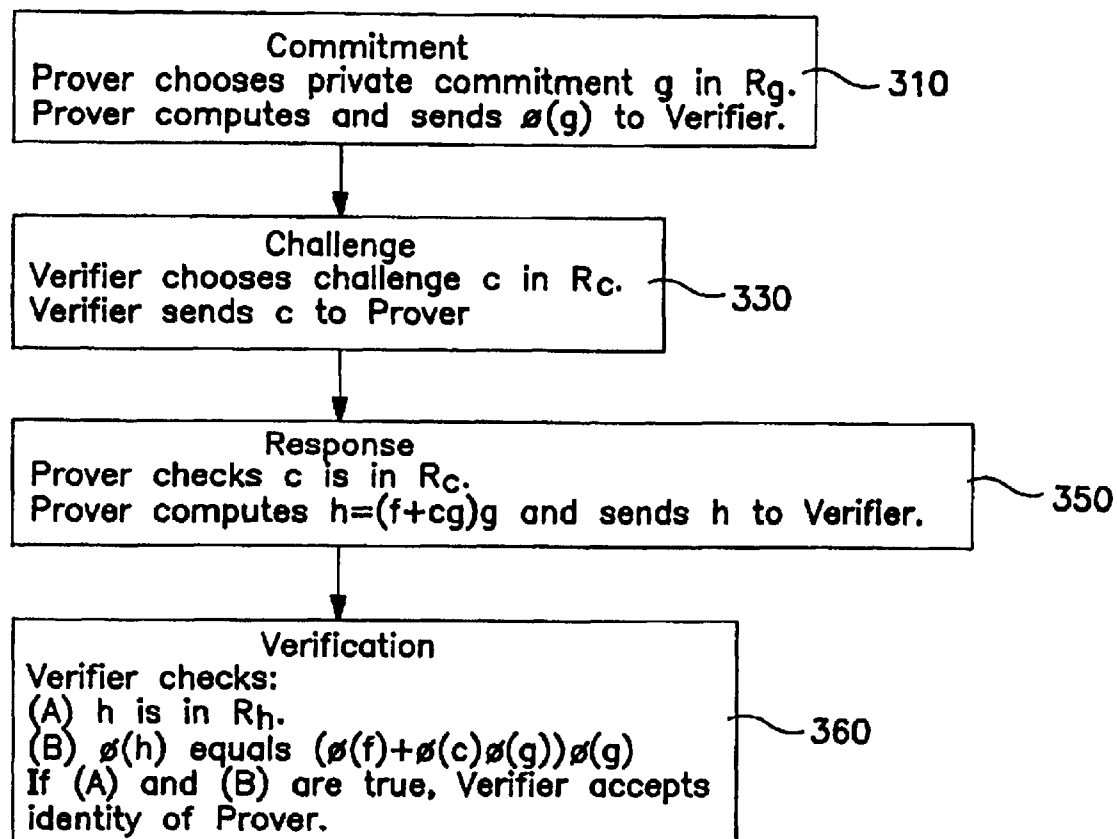 Commitment
Prover chooses private commitment g in Rg.
Prover computes and sends ø(g) to Verifier.
310
Challenge
Verifier chooses challenge c in Rc.
Verifier sends c to Prover
330
Response
Prover checks c is in Rc.
Prover computes h=(f+cg)g and sends h to Verifier.
350
Verification
Verifier checks:
(A) h is in Rh.
(B) ø(h) equals (ø(f)+ø(c)ø(g))ø(g)
If (A) and (B) are true, Verifier accepts
identity of Prover.
360